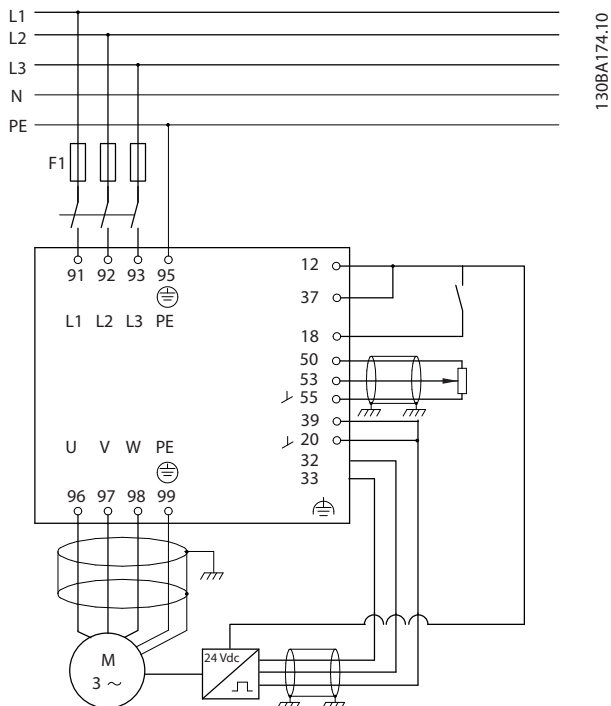 L1
L2
L3
N
PE
130BA174.10
F1
91 92 93 95
L1 L2 L3 PE
12
37
18
50
53
55
39
20
32
33
U V W PE
96 97 98 99
M
3 ~
24 Vdc